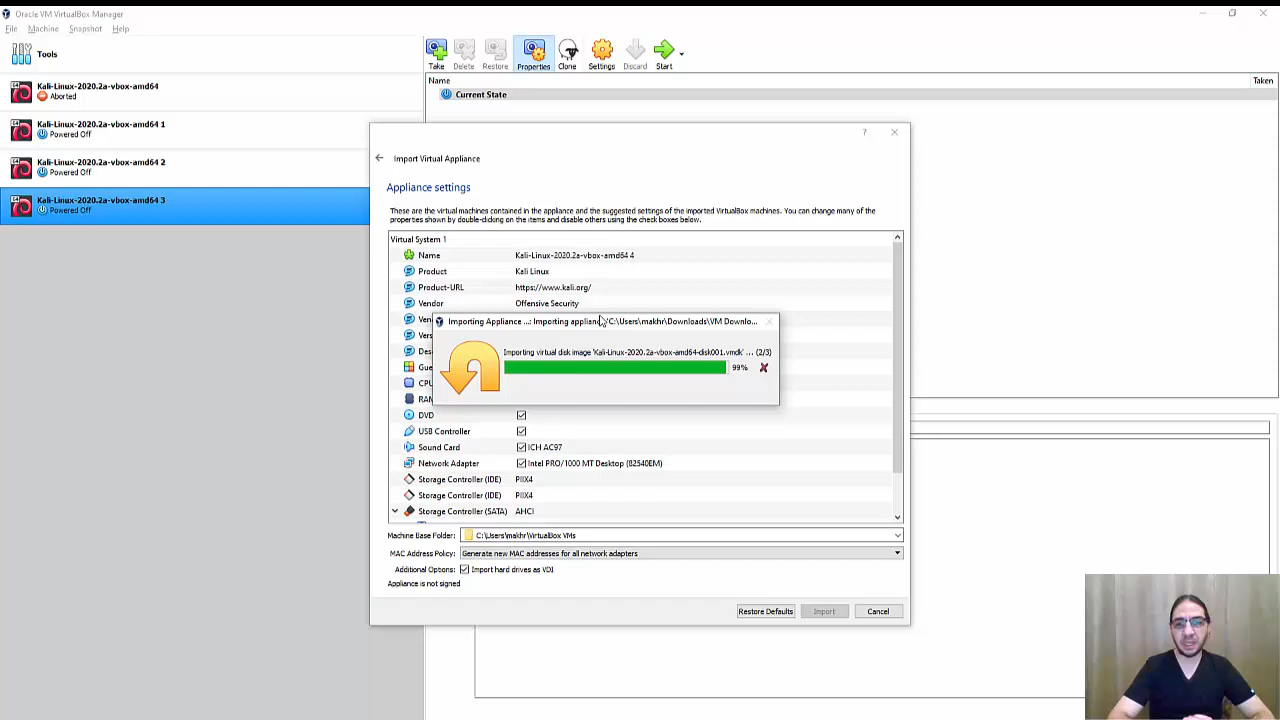 Oracle VM VirtualBox Manager
File Machine Snapshot Help
Tools
Kali-Linux-2020.2a-vbox-amd64
Aborted
Kali-Linux-2020.2a-vbox-amd64 1
Powered Off
Kali-Linux-2020.2a-vbox-amd64 2
Powered Off
Kali-Linux-2020.2a-vbox-amd64 3
Powered Off
Take Delete Restore Properties Clone Settings Discard Start
Name Taken
Current State
Import Virtual Appliance
Appliance settings
These are the virtual machines contained in the appliance and the suggested settings of the imported VirtualBox machines. You can change many of the
properties shown by double-clicking on the items and disable others using the check boxes below.
Virtual System 1
Name Kali-Linux-2020.2a-vbox-amd64 4
Product Kali Linux
Product-URL https://www.kali.org/
Vendor Offensive Security
Ven
Importing Appliance ...: Importing applianc 'C:\Users\makhr\Downloads\VM Downlo...
Vers
Des
Importing virtual disk image 'Kali-Linux-2020.2a-vbox-amd64-disk001.vmdk' ... (2/3)
Gue
99%
CPU
RAM
DVD
USB Controller
Sound Card ICH AC97
Network Adapter Intel PRO/1000 MT Desktop (82540EM)
Storage Controller (IDE) PIIX4
Storage Controller (IDE) PIIX4
Storage Controller (SATA) AHCI
Machine Base Folder: C:\Users\makhr\VirtualBox VMs
MAC Address Policy: Generate new MAC addresses for all network adapters
Additional Options: Import hard drives as VDI
Appliance is not signed
Restore Defaults Import Cancel